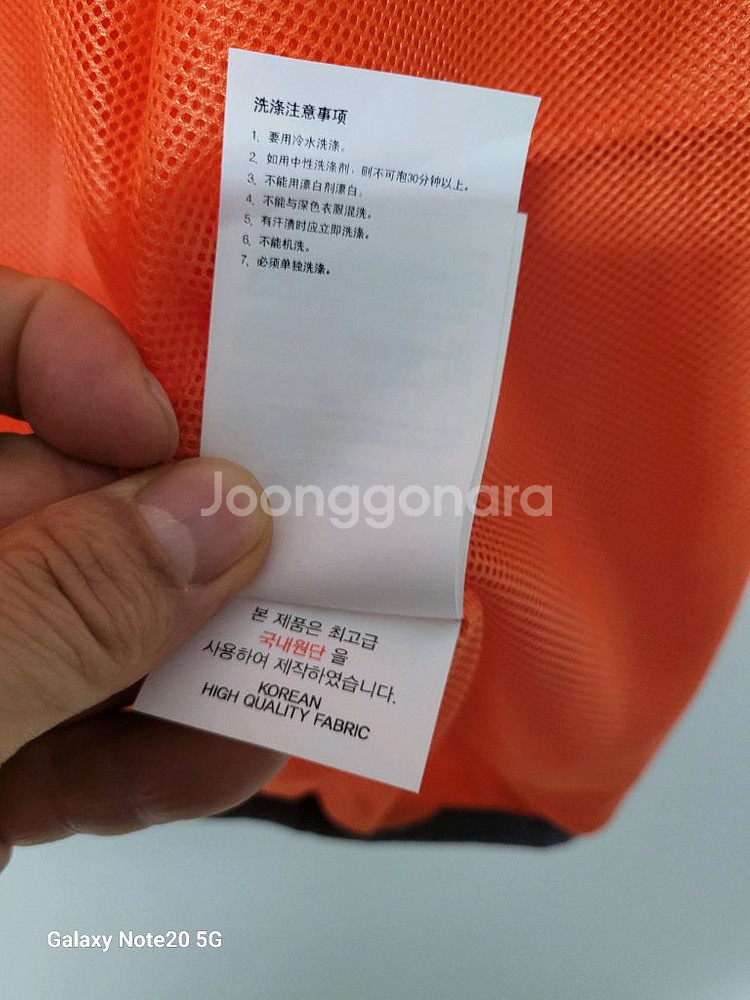 洗涤注意事项
1、要用冷水洗涤。
2、如用中性洗涤剂，则不可泡30分钟以上。
3、不能用漂白剂漂白。
4、不能与深色衣服混洗。
5、有汗渍时应立即洗涤。
6、不能机洗。
7、必须单独洗涤。
Joonggonara
본 제품은 최고급
국내원단 을
사용하여 제작하였습니다.
KOREAN
HIGH QUALITY FABRIC
Galaxy Note20 5G